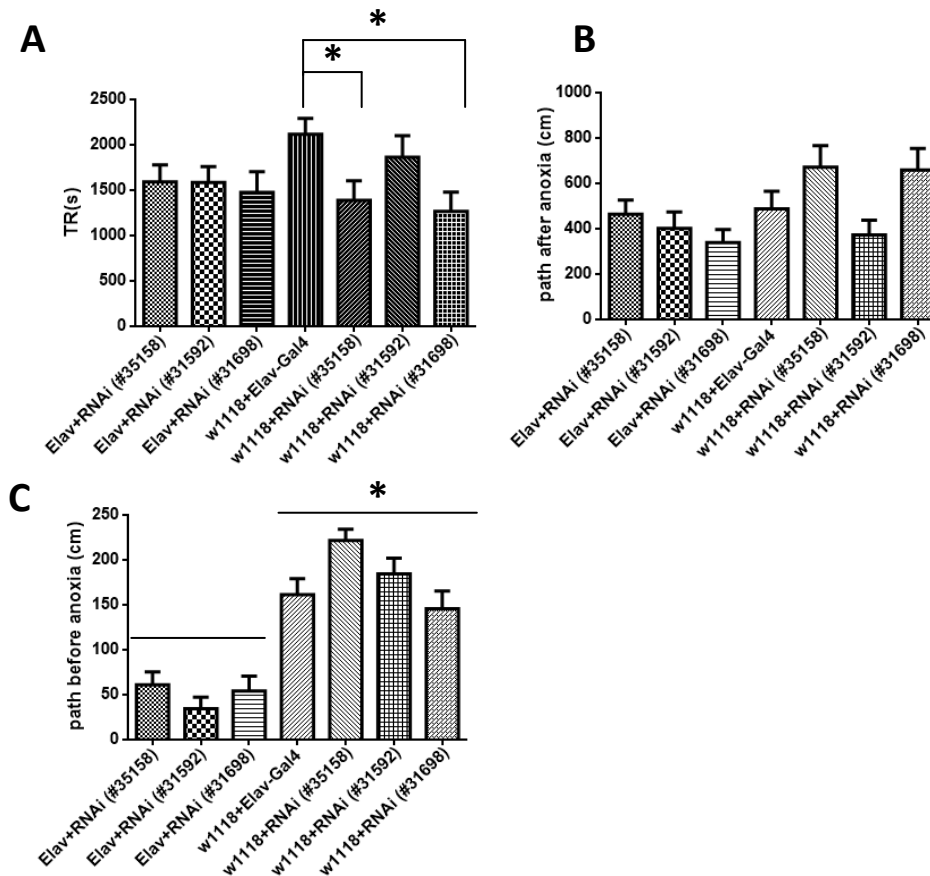 A
*
*
TR(s)
2500
2000
1500
1000
500
0
Elav+RNAi (#35158)
Elav+RNAi (#31592)
Elav+RNAi (#31698)
w1118+Elav-Gal4
w1118+RNAi (#35158)
w1118+RNAi (#31592)
w1118+RNAi (#31698)
B
path after anoxia (cm)
1000
800
600
400
200
0
Elav+RNAi (#35158)
Elav+RNAi (#31592)
Elav+RNAi (#31698)
w1118+Elav-Gal4
w1118+RNAi (#35158)
w1118+RNAi (#31592)
w1118+RNAi (#31698)
C
*
path before anoxia (cm)
250
200
150
100
50
0
Elav+RNAi (#35158)
Elav+RNAi (#31592)
Elav+RNAi (#31698)
w1118+Elav-Gal4
w1118+RNAi (#35158)
w1118+RNAi (#31592)
w1118+RNAi (#31698)